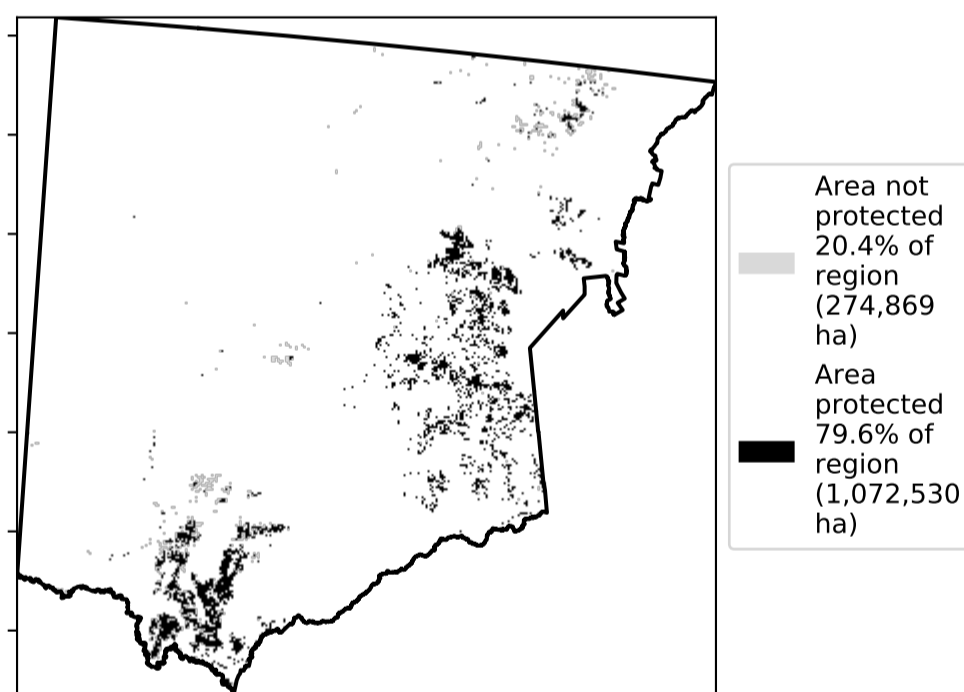 Area not
protected
20.4% of
region
(274,869
ha)
Area
protected
79.6% of
region
(1,072,530
ha)